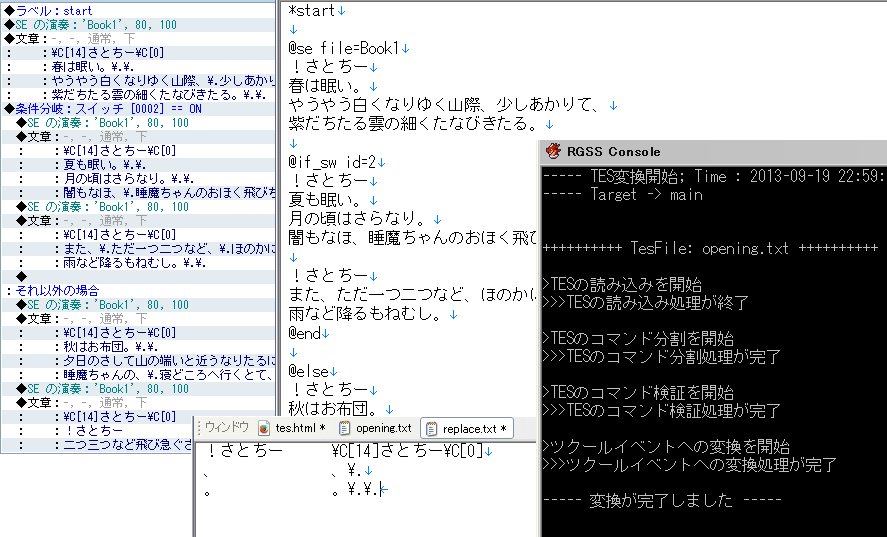 ◆ラベル：start
◆SE の演奏：'Book1', 80, 100
◆文章：-, -, 通常, 下
：　　：¥C[14]さとちー¥C[0]
：　　：春は眠い。¥.¥.
：　　：やうやう白くなりゆく山際、¥.少しあかり
：　　：紫だちたる雲の細くたなびきたる。¥.¥.
◆条件分岐：スイッチ [0002] == ON
◆SE の演奏：'Book1', 80, 100
◆文章：-, -, 通常, 下
：　　：¥C[14]さとちー¥C[0]
：　　：夏も眠い。¥.¥.
：　　：月の頃はさらなり。¥.¥.
：　　：闇もなほ、¥.睡魔ちゃんのおほく飛び
◆SE の演奏：'Book1', 80, 100
◆文章：-, -, 通常, 下
：　　：¥C[14]さとちー¥C[0]
：　　：また、¥.ただ一つ二つなど、¥.ほのかに
：　　：雨など降るもねむし。¥.¥.
◆
：それ以外の場合
◆SE の演奏：'Book1', 80, 100
◆文章：-, -, 通常, 下
：　　：¥C[14]さとちー¥C[0]
：　　：秋はお布団。¥.¥.
：　　：夕日のさして山の端いと近うなりたるに
：　　：睡魔ちゃんの、¥.寝どころへ行くとて、
◆SE の演奏：'Book1', 80, 100
◆文章：-, -, 通常, 下
：　　：¥C[14]さとちー¥C[0]
：　　：！さとちー
：　　：二つ三つなど飛び急ぐさ
*start↓
↓
@se file=Book1↓
！さとちー↓
春は眠い。↓
やうやう白くなりゆく山際、少しあかりて、↓
紫だちたる雲の細くたなびきたる。↓
↓
@if_sw id=2↓
！さとちー↓
夏も眠い。↓
月の頃はさらなり。↓
闇もなほ、睡魔ちゃんのおほく飛び
↓
！さとちー↓
また、ただ一つ二つなど、ほのかに
雨など降るもねむし。↓
@end↓
↓
@else↓
！さとちー↓
秋はお布団。↓
ウィンドウ tes.html * opening.txt replace.txt *
！さとちー　　¥C[14]さとちー¥C[0]↓
、　　、¥.↓
。　　。¥.¥.←
RGSS Console
----- TES変換開始; Time : 2013-09-19 22:59:
----- Target -> main
++++++++++ TesFile: opening.txt ++++++++++
>TESの読み込みを開始
>>>TESの読み込み処理が終了
>TESのコマンド分割を開始
>>>TESのコマンド分割処理が完了
>TESのコマンド検証を開始
>>>TESのコマンド検証処理が完了
>ツクールイベントへの変換を開始
>>>ツクールイベントへの変換処理が完了
----- 変換が完了しました -----